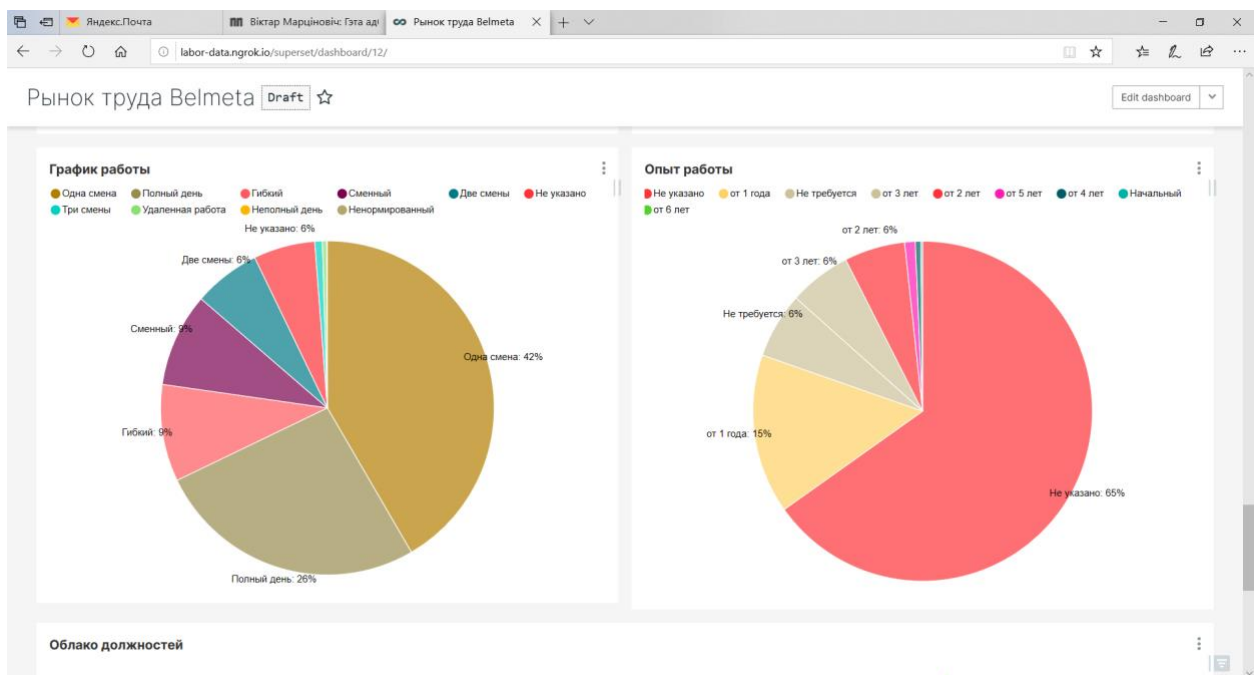 Яндекс.Почта
Віктар Марціновіч: Гэта ад
Рынок труда Belmeta
labor-data.ngrok.io/superset/dashboard/12/
Рынок труда Belmeta Draft
Edit dashboard
График работы
Одна смена Полный день Гибкий Сменный Две смены Не указано
Три смены Удаленная работа Неполный день Ненормированный
Не указано: 6%
Две смены: 6%
Сменный: 9%
Гибкий: 9%
Полный день: 26%
Одна смена: 42%
Опыт работы
Не указано от 1 года Не требуется от 3 лет от 2 лет от 5 лет от 4 лет Начальный
от 6 лет
от 2 лет: 6%
от 3 лет: 6%
Не требуется: 6%
от 1 года: 15%
Не указано: 65%
Облако должностей